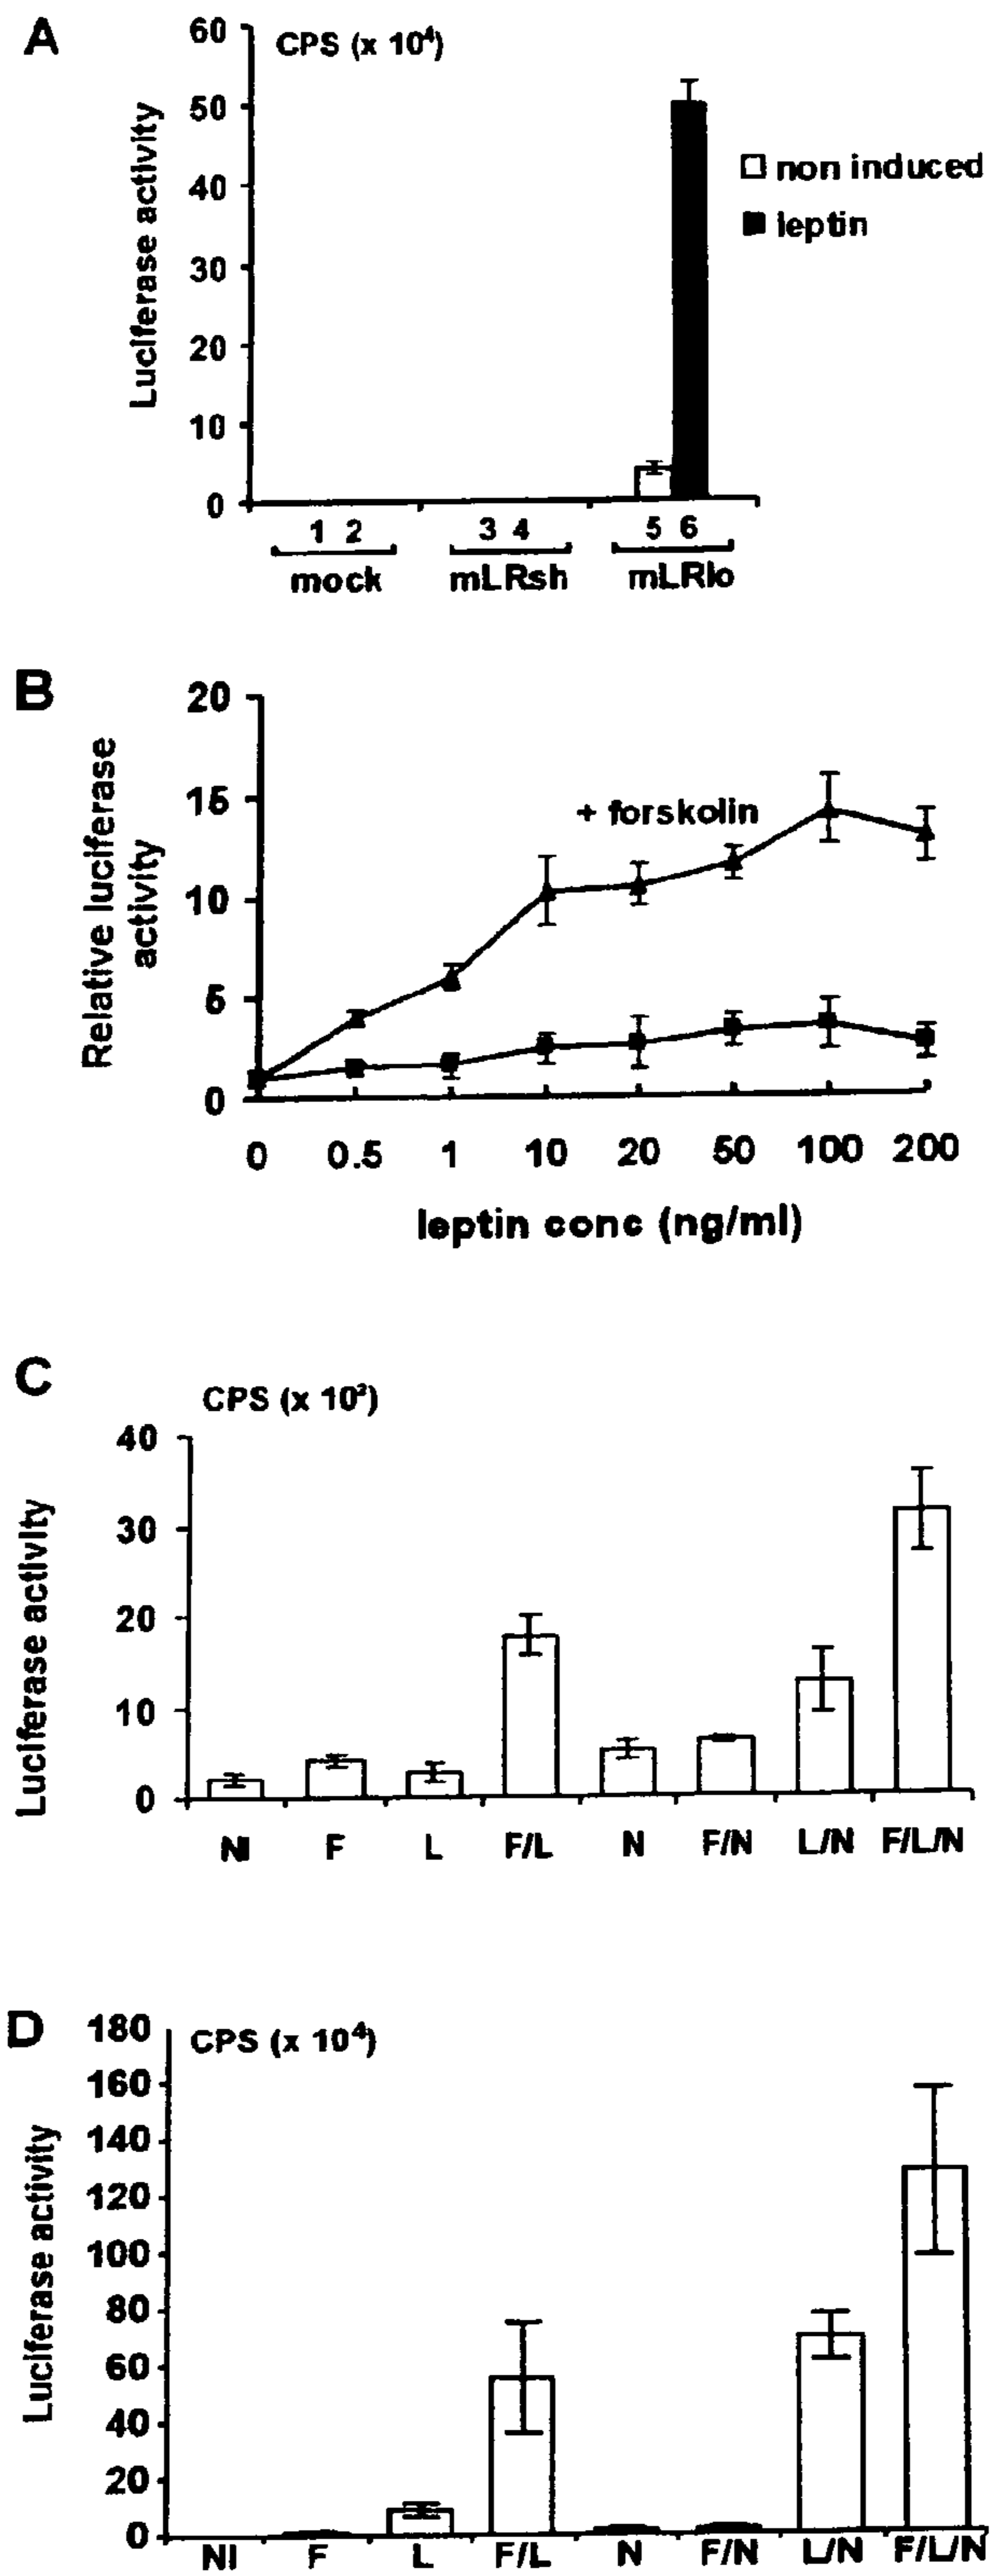 A
CPS (x 10⁴)
Luciferase activity
60
50
40
30
20
10
0
non induced
leptin
1 2 3 4 5 6
mock mLRsh mLRlo
B
Relative luciferase
activity
20
15
10
5
0
+ forskolin
0 0.5 1 10 20 50 100 200
leptin conc (ng/ml)
C
CPS (x 10³)
Luciferase activity
40
30
20
10
0
NI F L F/L N F/N L/N F/L/N
D
CPS (x 10⁴)
Luciferase activity
180
160
140
120
100
80
60
40
20
0
NI F L F/L N F/N L/N F/L/N